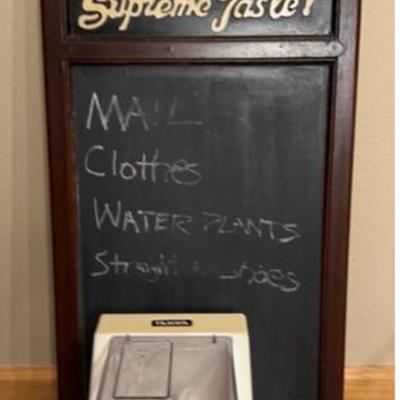 Supreme Taste!
MAIL
Clothes
WATER PLANTS
shoes